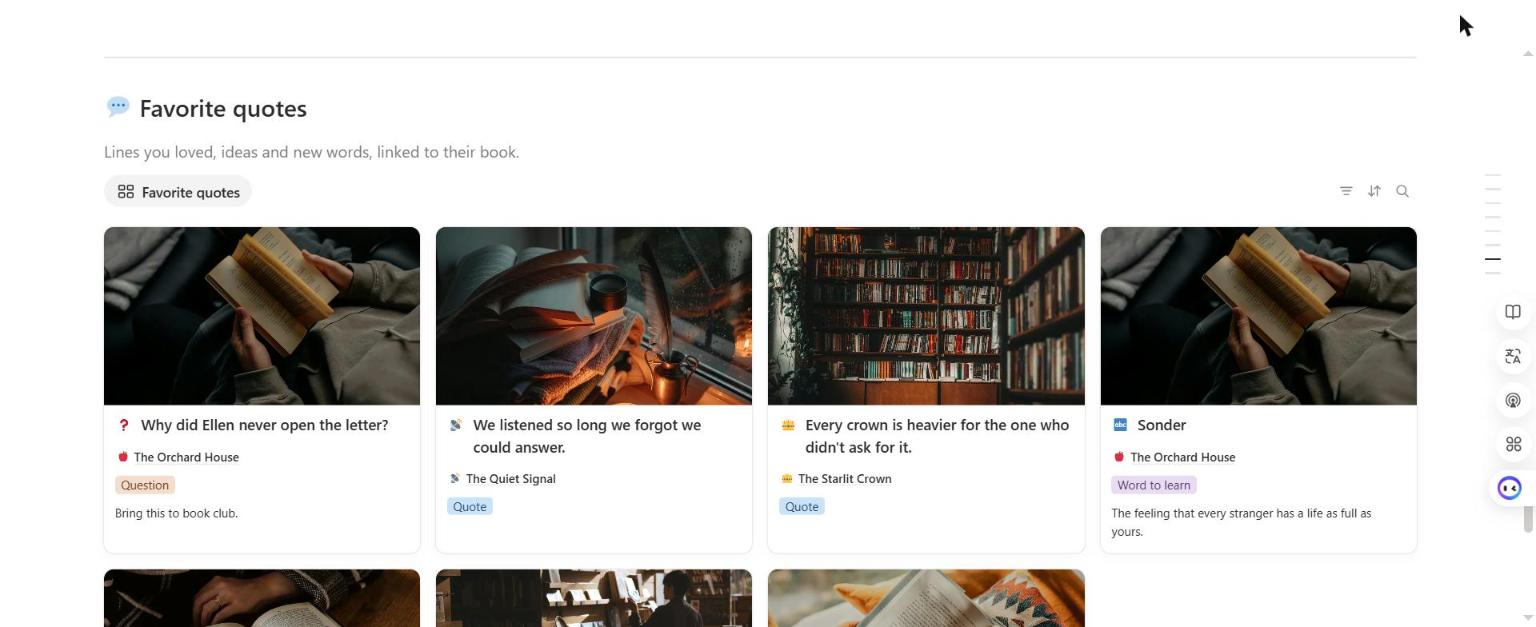 Favorite quotes
Lines you loved, ideas and new words, linked to their book.
Favorite quotes
Why did Ellen never open the letter?
The Orchard House
Question
Bring this to book club.
We listened so long we forgot we
could answer.
The Quiet Signal
Quote
Every crown is heavier for the one who
didn't ask for it.
The Starlit Crown
Quote
Sonder
The Orchard House
Word to learn
The feeling that every stranger has a life as full as
yours.